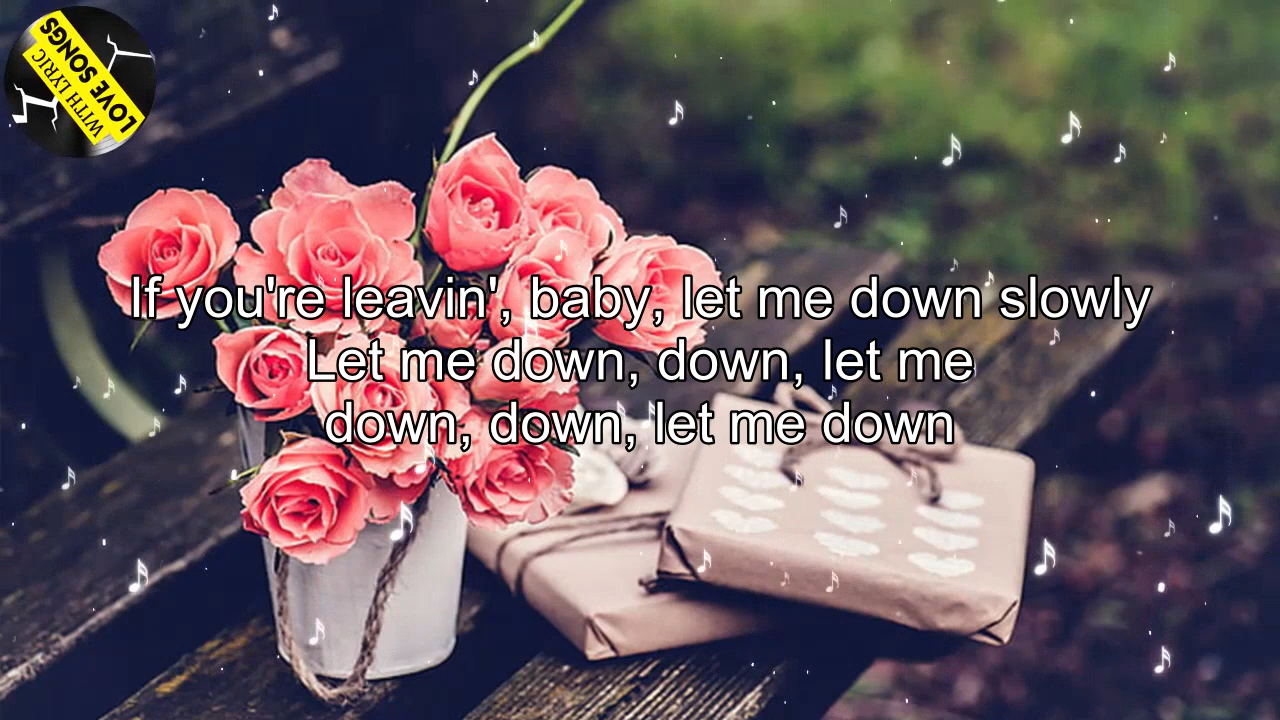 LOVE SONGS
WITH LYRIC
If you're leavin', baby, let me down slowly
Let me down, down, let me
down, down, let me down